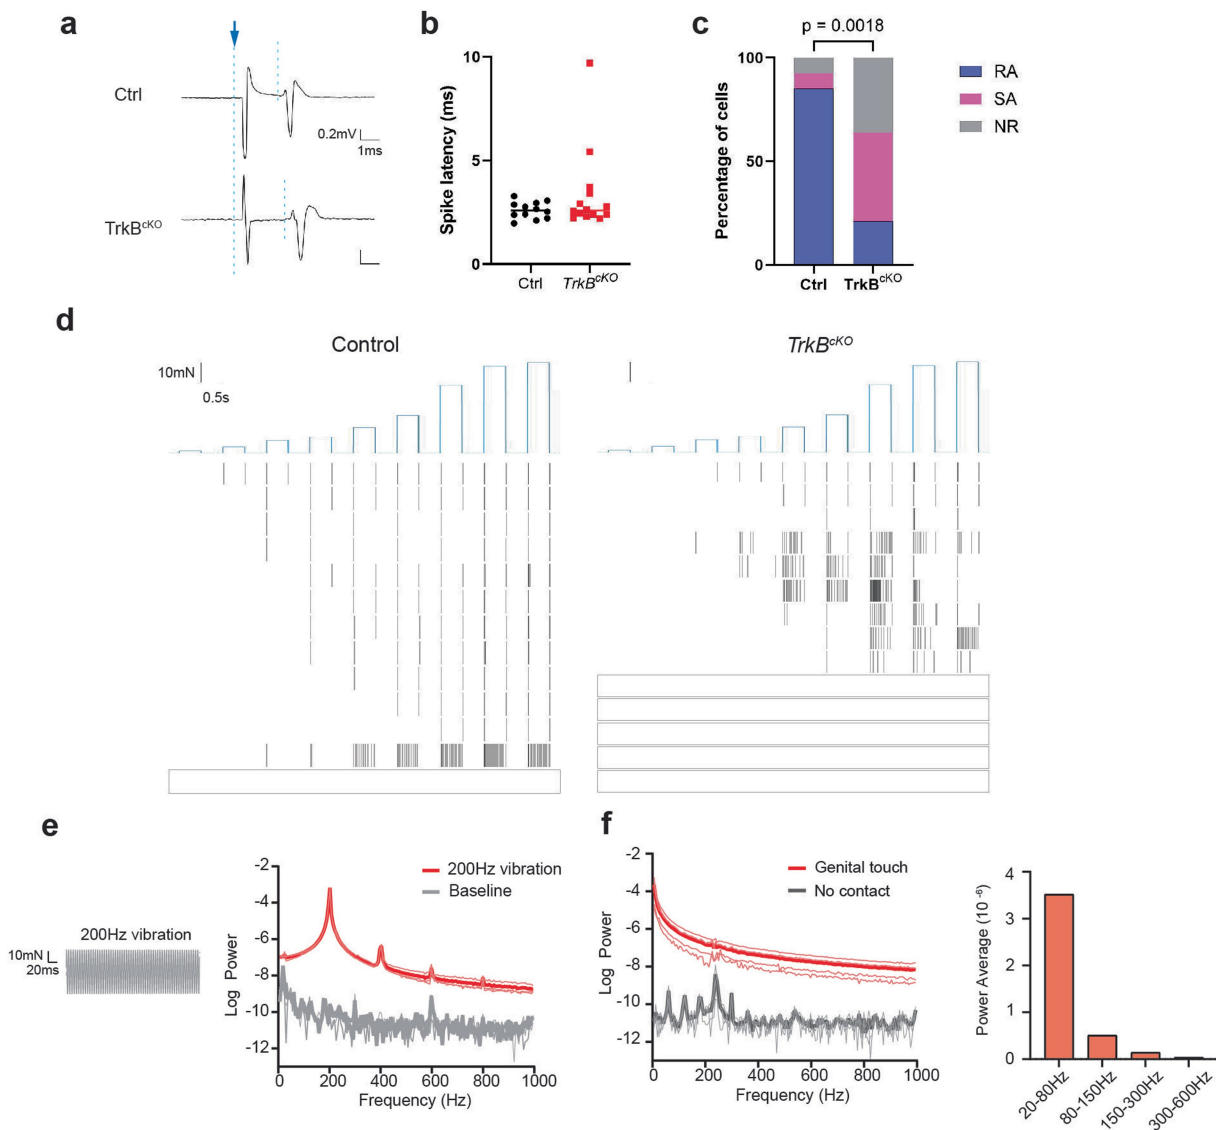 a
Ctrl
0.2mV
1ms
TrkBcKO
b
Spike latency (ms)
10
5
0
Ctrl
TrkBcKO
c
p = 0.0018
Percentage of cells
100
50
0
Ctrl
TrkBcKO
RA
SA
NR
d
Control
TrkBcKO
10mN
0.5s
e
200Hz vibration
10mN
20ms
Log Power
-2
-4
-6
-8
-10
-12
200Hz vibration
Baseline
0 200 400 600 800 1000
Frequency (Hz)
f
Log Power
-2
-4
-6
-8
-10
-12
Genital touch
No contact
0 200 400 600 800 1000
Frequency (Hz)
Power Average (10 -6)
4
3
2
1
0
20-80Hz
80-150Hz
150-300Hz
300-600Hz